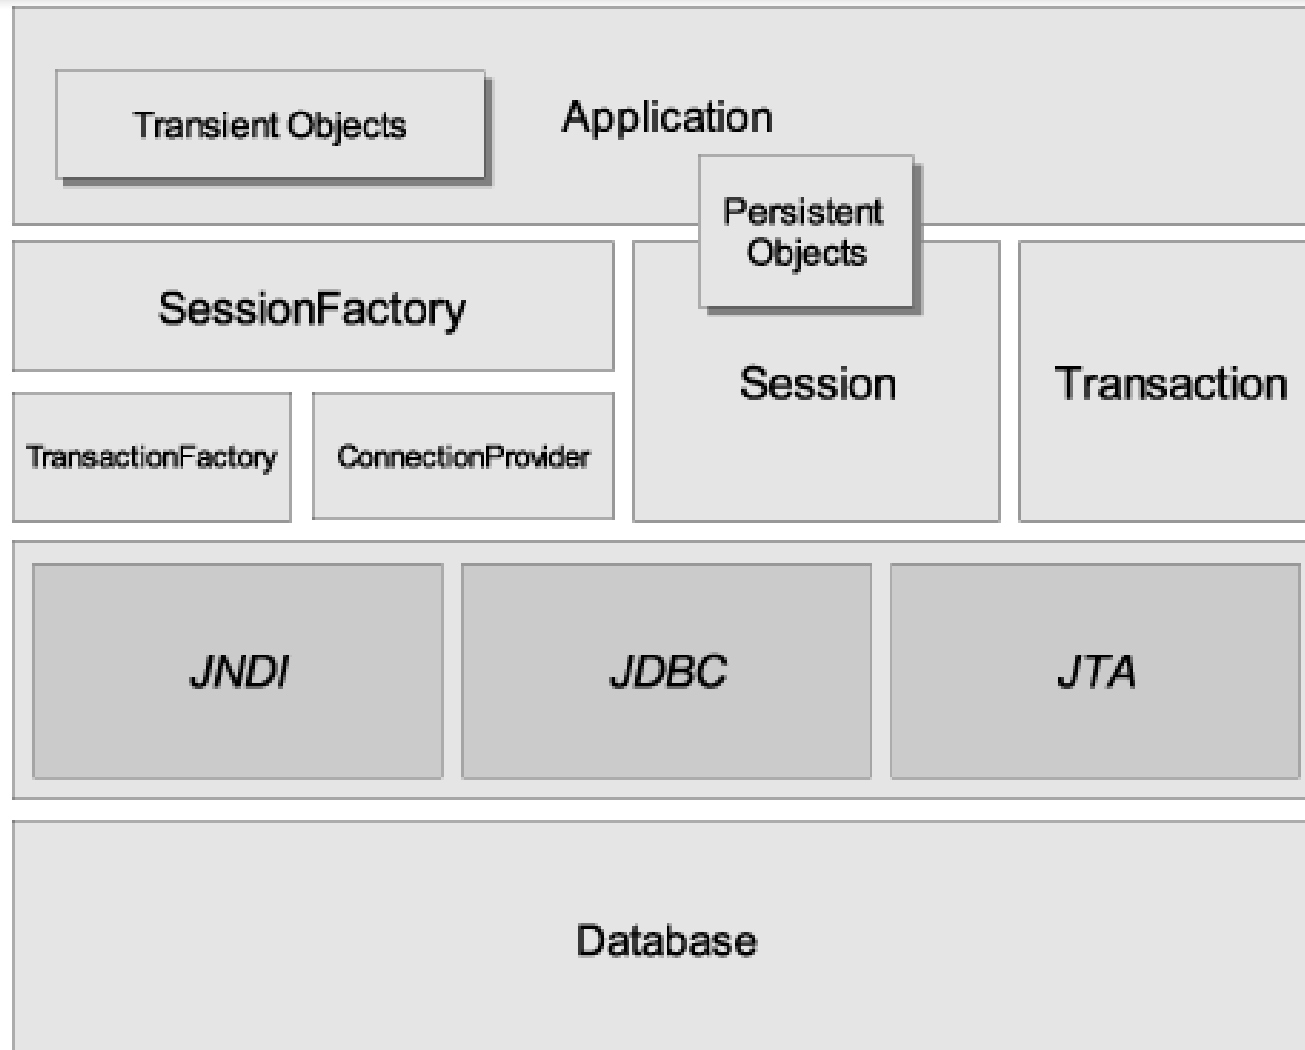 Transient Objects
Application
Persistent
Objects
SessionFactory
Session
Transaction
TransactionFactory
ConnectionProvider
JNDI
JDBC
JTA
Database